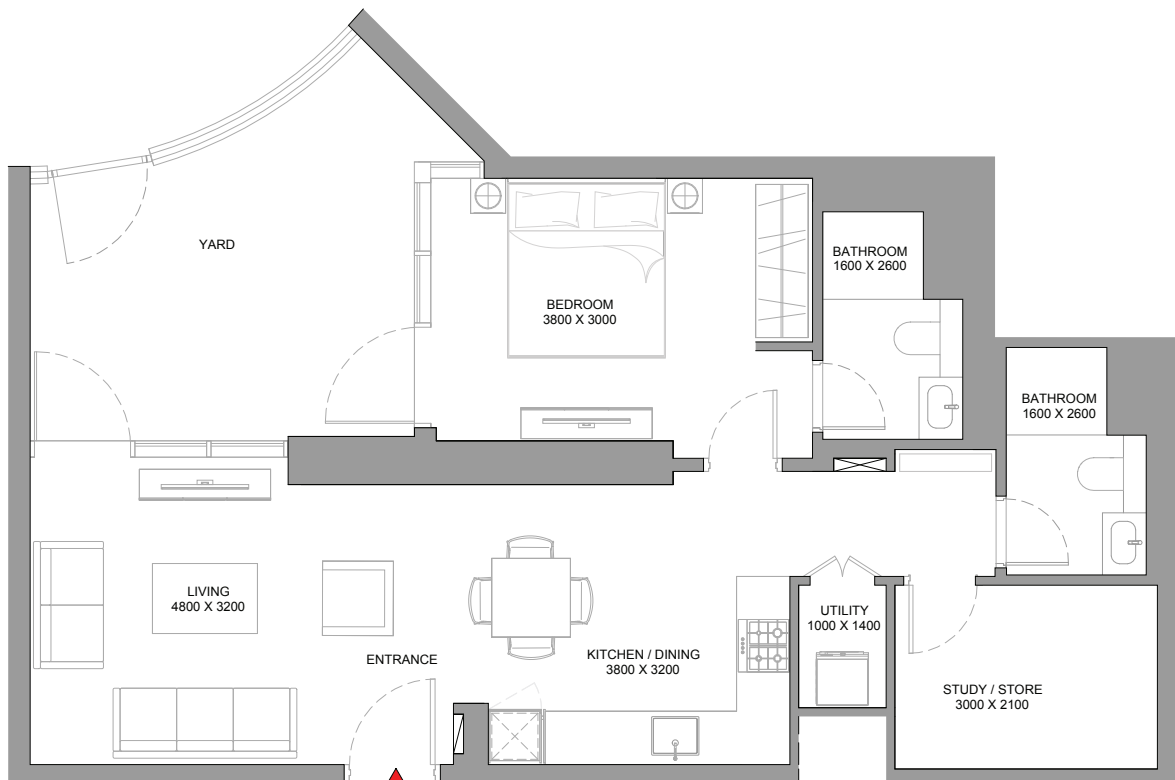 YARD
BEDROOM
3800 X 3000
BATHROOM
1600 X 2600
BATHROOM
1600 X 2600
LIVING
4800 X 3200
ENTRANCE
KITCHEN / DINING
3800 X 3200
UTILITY
1000 X 1400
STUDY / STORE
3000 X 2100